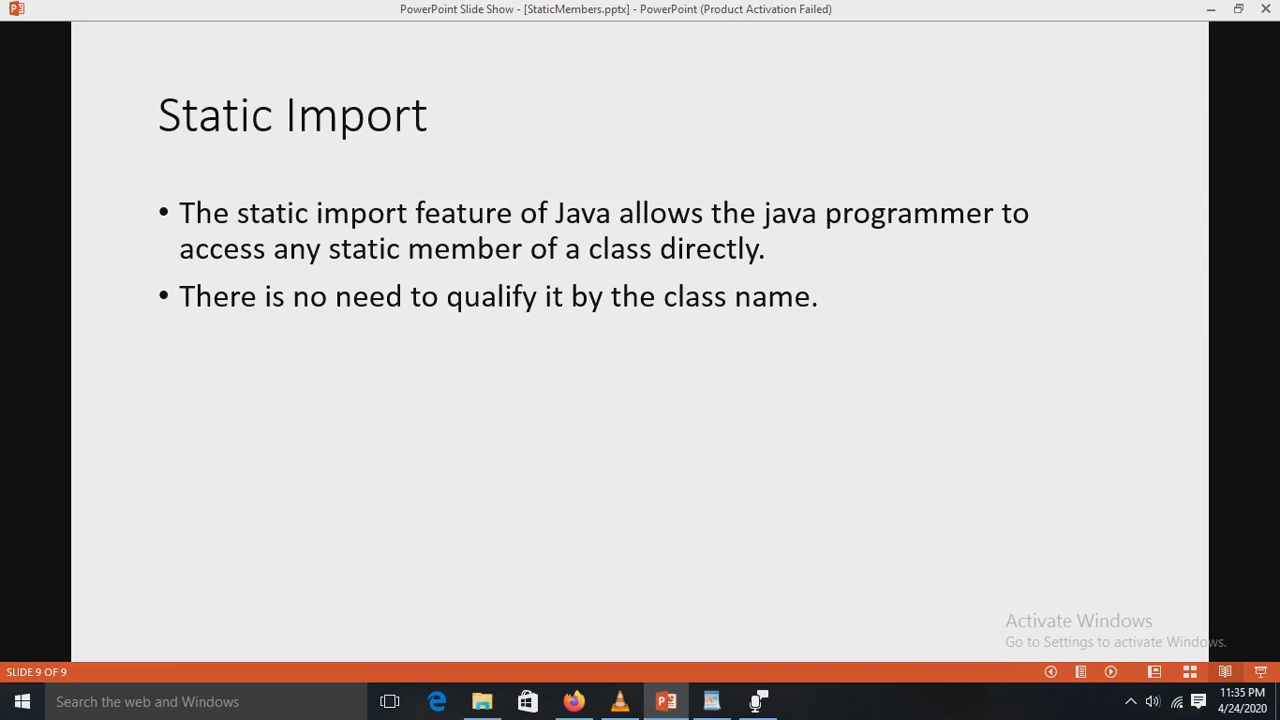 PowerPoint Slide Show - [StaticMembers.pptx] - PowerPoint (Product Activation Failed)
Static Import
• The static import feature of Java allows the java programmer to
access any static member of a class directly.
• There is no need to qualify it by the class name.
Activate Windows
Go to Settings to activate Windows.
SLIDE 9 OF 9
Search the web and Windows
11:35 PM
4/24/2020